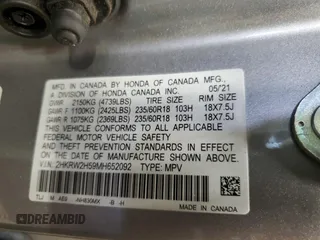 MFD. IN CANADA BY HONDA OF CANADA MFG.,
A DIVISION OF HONDA CANADA INC. 05/21
GVWR 2150KG (4739LBS) TIRE SIZE RIM SIZE
GAWR-F 1100KG (2425LBS) 235/60R18 103H 18X7.5J
GAWR-R 1075KG (2369LBS) 235/60R18 103H 18X7.5J
THIS VEHICLE CONFORMS TO ALL APPLICABLE
FEDERAL MOTOR VEHICLE SAFETY
AND THEFT PREVENTION STANDARDS IN EFFECT ON
THE DATE OF MANUFACTURE SHOWN ABOVE.
V.I.N: 2HKRW2H59MH652092 TYPE: MPV
MADE IN CANADA
DREAMBID